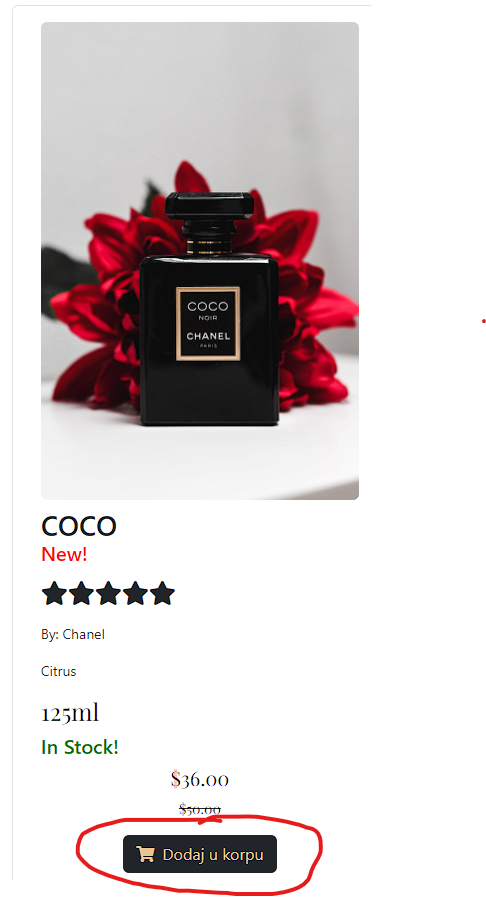 COCO
NOIR
CHANEL
PARIS
COCO
New!
By: Chanel
Citrus
125ml
In Stock!
$36.00
$50.00
Dodaj u korpu